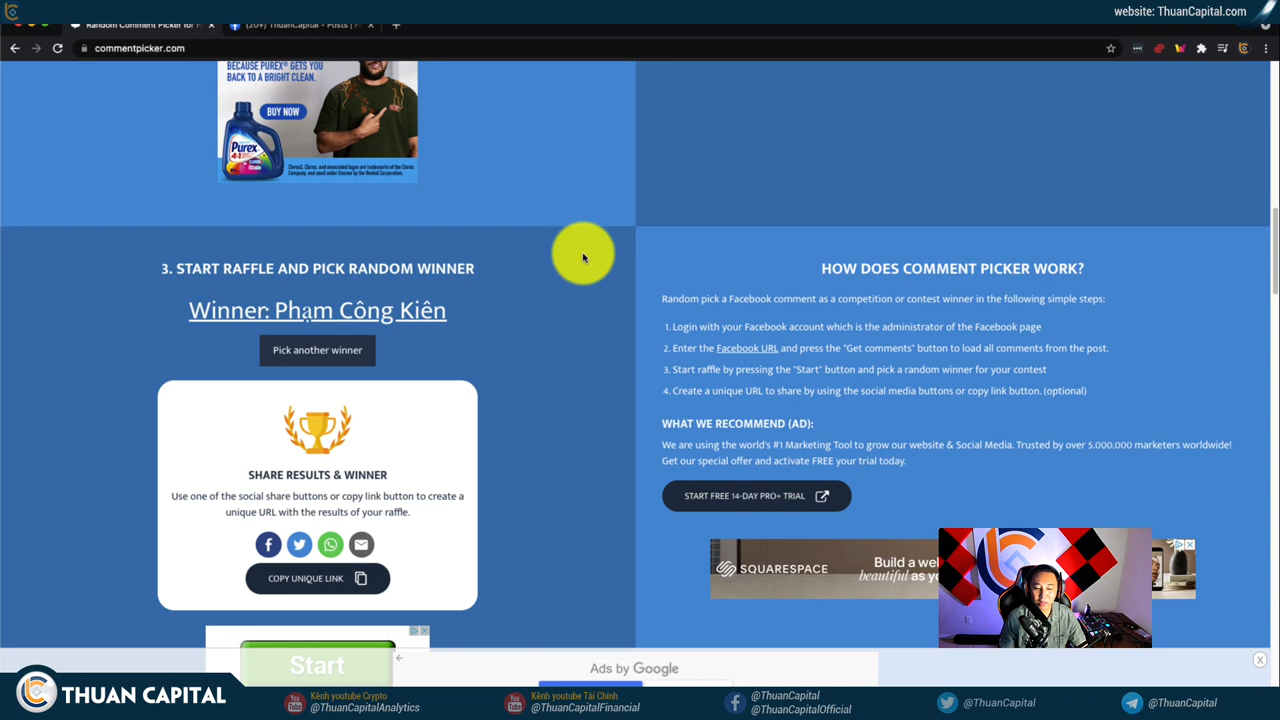 website: ThuanCapital.com
Random Comment Picker for F
(20+) ThuanCapital - Posts | F
commentpicker.com
BECAUSE PUREX® GETS YOU
BACK TO A BRIGHT CLEAN.
BUY NOW
Purex
4in1
3. START RAFFLE AND PICK RANDOM WINNER
Winner: Phạm Công Kiên
Pick another winner
SHARE RESULTS & WINNER
Use one of the social share buttons or copy link button to create a
unique URL with the results of your raffle.
COPY UNIQUE LINK
Start
HOW DOES COMMENT PICKER WORK?
Random pick a Facebook comment as a competition or contest winner in the following simple steps:
1. Login with your Facebook account which is the administrator of the Facebook page
2. Enter the Facebook URL and press the "Get comments" button to load all comments from the post.
3. Start raffle by pressing the "Start" button and pick a random winner for your contest
4. Create a unique URL to share by using the social media buttons or copy link button. (optional)
WHAT WE RECOMMEND (AD):
We are using the world's #1 Marketing Tool to grow our website & Social Media. Trusted by over 5.000.000 marketers worldwide!
Get our special offer and activate FREE your trial today.
START FREE 14-DAY PRO+ TRIAL
SQUARESPACE
Build a we
beautiful as yo
Ads by Google
THUAN CAPITAL
Kênh youtube Crypto
@ThuanCapitalAnalytics
Kênh youtube Tài Chính
@ThuanCapitalFinancial
@ThuanCapital
@ThuanCapitalOfficial
@ThuanCapital
@ThuanCapital